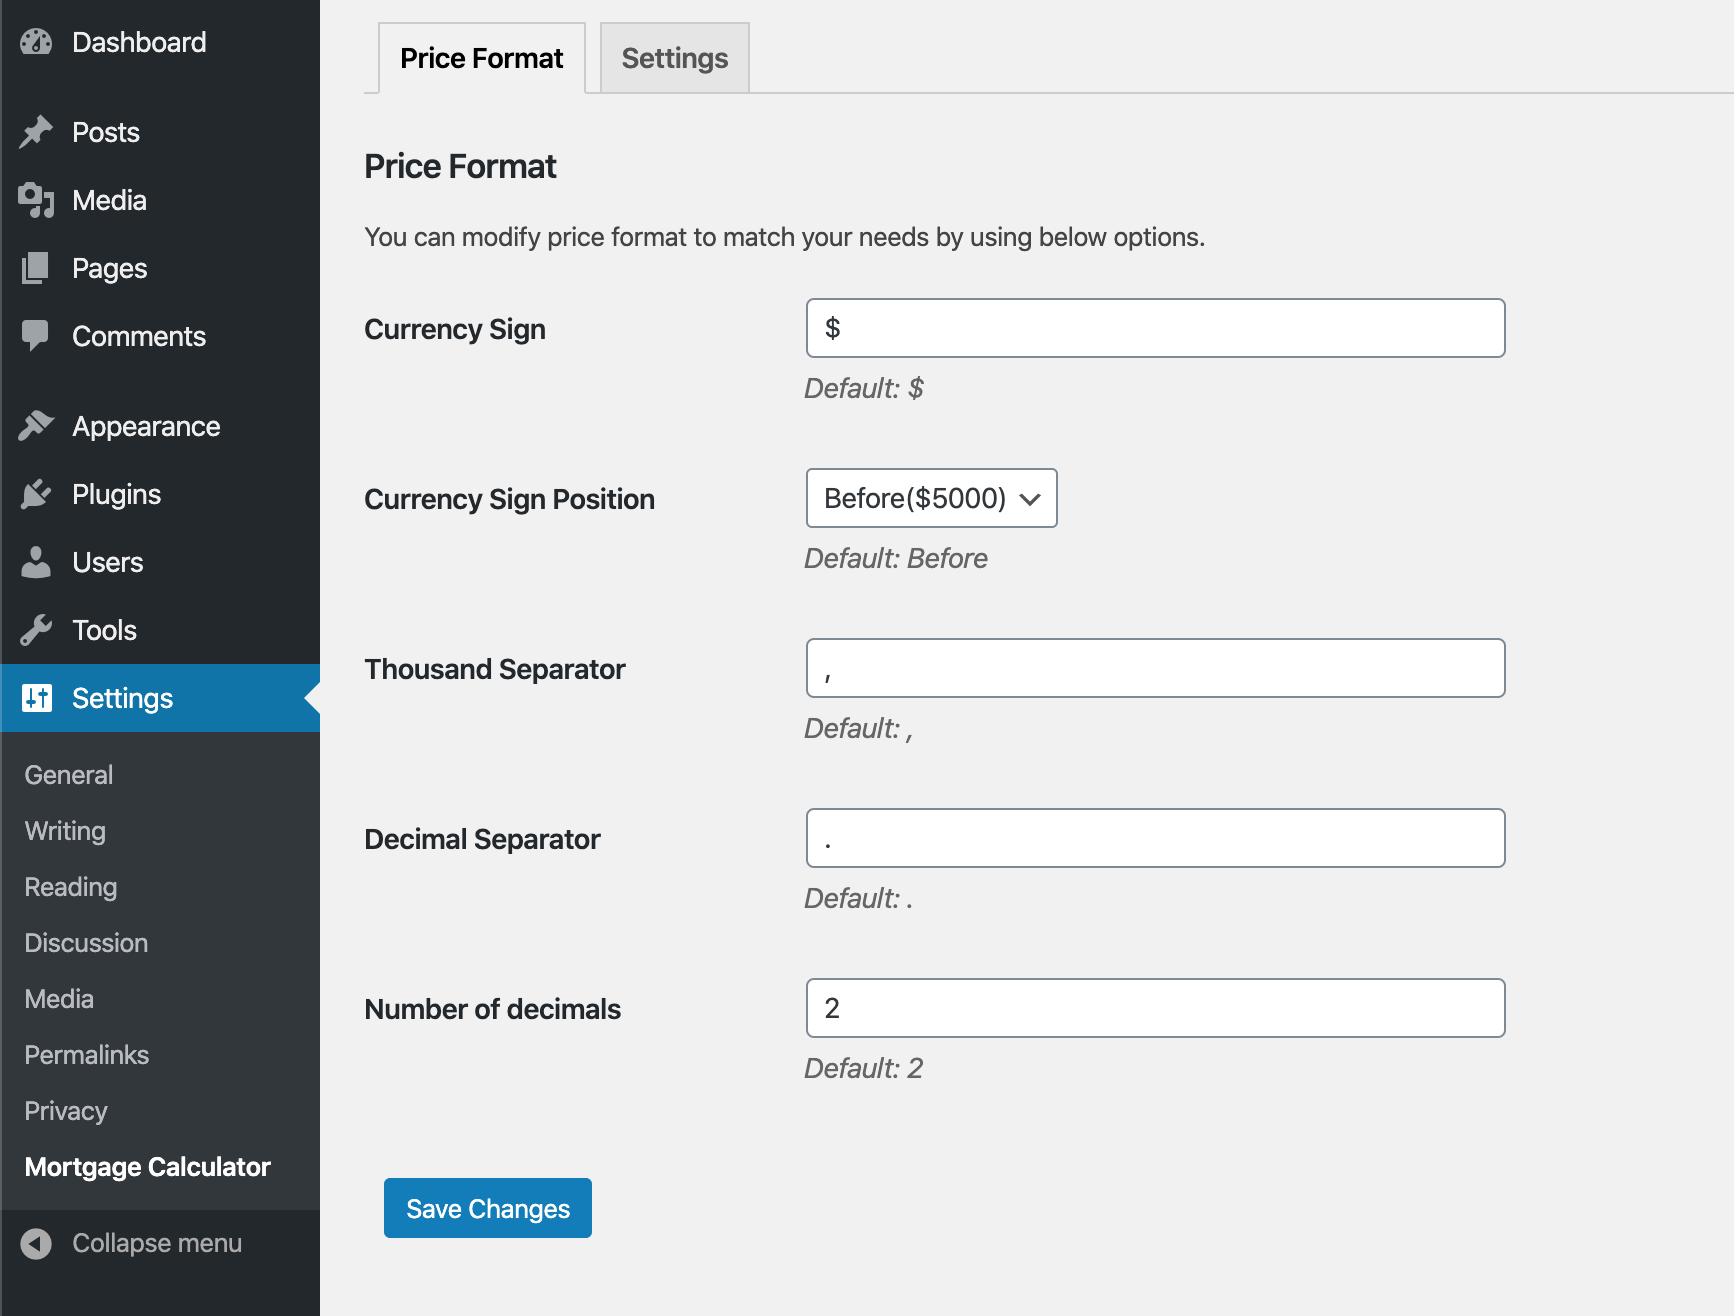 Dashboard
Posts
Media
Pages
Comments
Appearance
Plugins
Users
Tools
Settings
General
Writing
Reading
Discussion
Media
Permalinks
Privacy
Mortgage Calculator
Collapse menu
Price Format
Settings
Price Format
You can modify price format to match your needs by using below options.
Currency Sign
$
Default: $
Currency Sign Position
Before($5000)
Default: Before
Thousand Separator
,
Default: ,
Decimal Separator
.
Default: .
Number of decimals
2
Default: 2
Save Changes